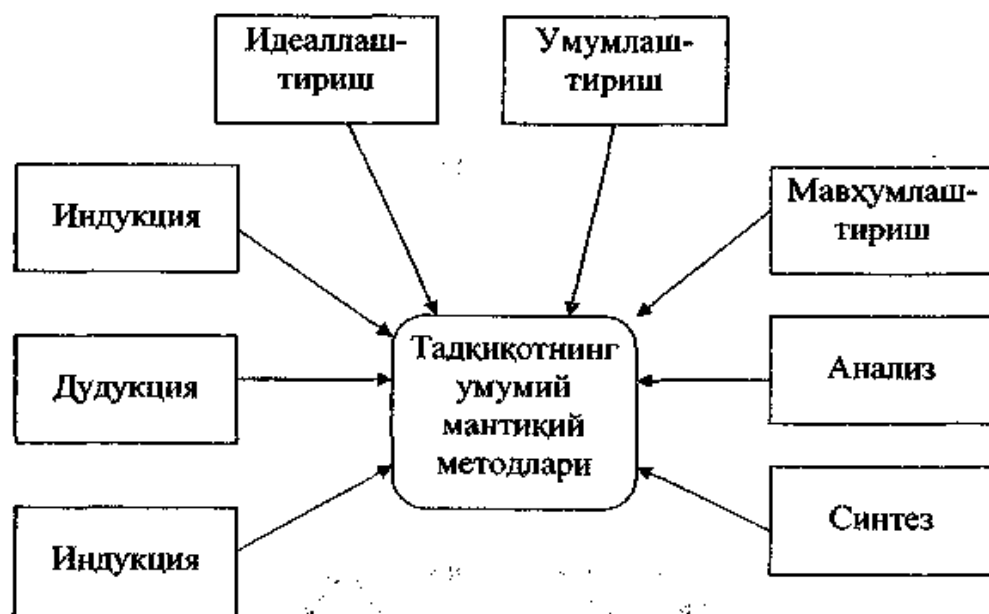 Идеаллаш-
тириш
Умумлаш-
тириш
Индукция
Мавҳумлаш-
тириш
Тадқиқотнинг
умумий
мантиқий
методлари
Дудукция
Анализ
Индукция
Синтез